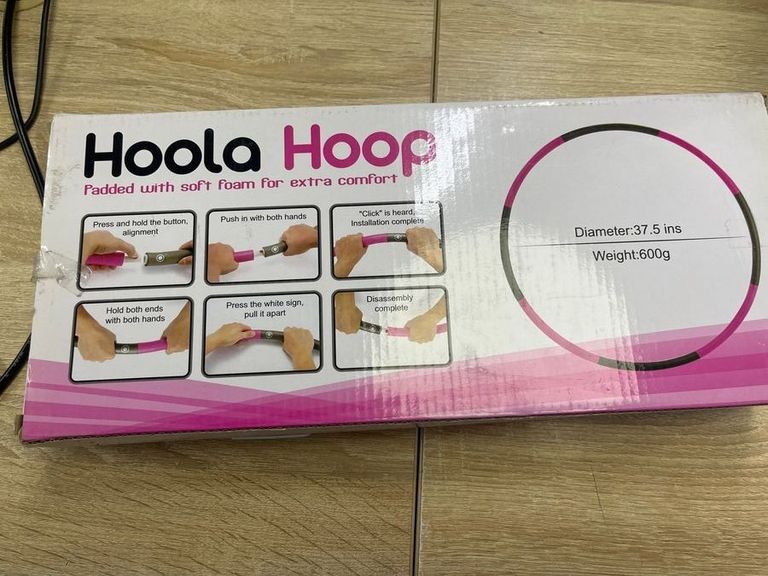 Hoola Hoop
Padded with soft foam for extra comfort
Press and hold the button,
alignment
Push in with both hands
"Click" is heard,
Installation complete
Hold both ends
with both hands
Press the white sign,
pull it apart
Disassembly
complete
Diameter:37.5 ins
Weight:600g